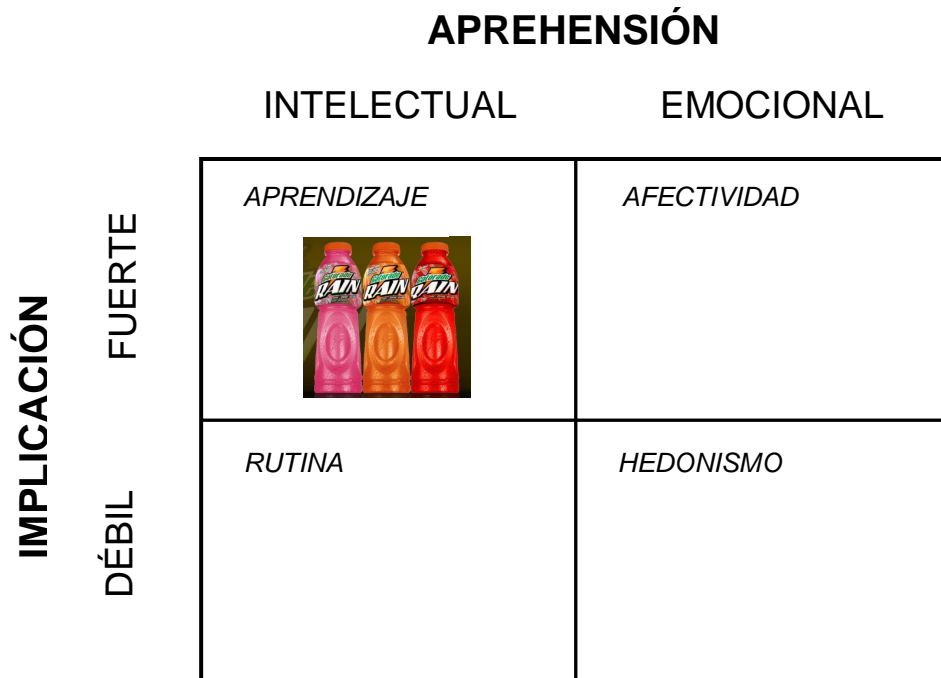 APREHENSIÓN
INTELECTUAL EMOCIONAL
APRENDIZAJE AFECTIVIDAD
IMPLICACIÓN
FUERTE
RAIN RAIN RAIN
RUTINA HEDONISMO
DÉBIL